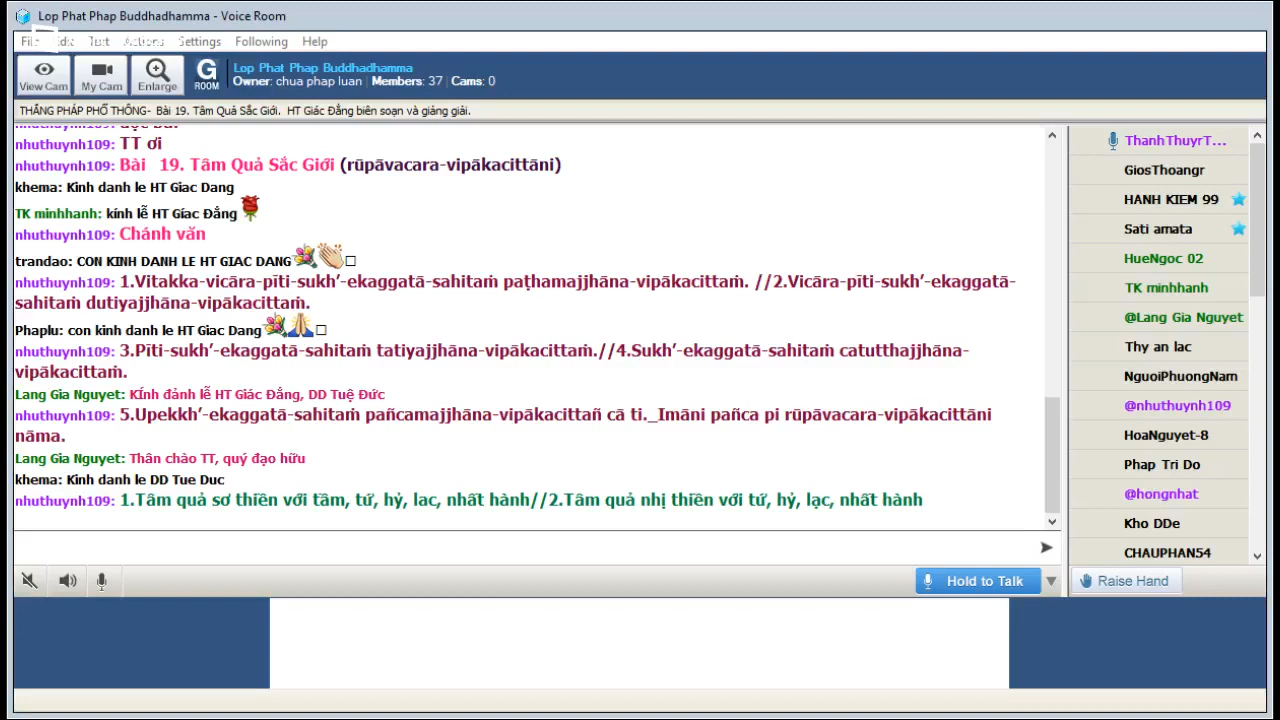 Lop Phat Phap Buddhadhamma - Voice Room
Text Actions Settings Following Help
View Cam
My Cam
Enlarge
G
ROOM
Lop Phat Phap Buddhadhamma
Owner: chua phap luan | Members: 37 | Cams: 0
THẮNG PHÁP PHỔ THÔNG- Bài 19. Tâm Quả Sắc Giới. HT Giác Đẳng biên soạn và giảng giải.
nhuthuynh109:
nhuthuynh109: TT ơi
nhuthuynh109: Bài 19. Tâm Quả Sắc Giới (rūpāvacara-vipākacittāni)
khema: Kinh danh le HT Giac Dang
TK minhhanh: kính lễ HT Gíac Đẳng
nhuthuynh109: Chánh văn
trandao: CON KINH DANH LE HT GIAC DANG
nhuthuynh109: 1.Vitakka-vicāra-pīti-sukh’-ekaggatā-sahitaṁ paṭhamajjhāna-vipākacittaṁ. //2.Vicāra-pīti-sukh’-ekaggatā-
sahitaṁ dutiyajjhāna-vipākacittaṁ.
Phaplu: con kinh danh le HT Giac Dang
nhuthuynh109: 3.Pīti-sukh’-ekaggatā-sahitaṁ tatiyajjhāna-vipākacittaṁ.//4.Sukh’-ekaggatā-sahitaṁ catutthajjhāna-
vipākacittaṁ.
Lang Gia Nguyet: KÍnh đảnh lễ HT Giác Đẳng, DD Tuệ Đức
nhuthuynh109: 5.Upekkh’-ekaggatā-sahitaṁ pañcamajjhāna-vipākacittañ cā ti._Imāni pañca pi rūpāvacara-vipākacittāni
nāma.
Lang Gia Nguyet: Thân chào TT, quý đạo hữu
khema: Kinh danh le DD Tue Duc
nhuthuynh109: 1.Tâm quả sơ thiền với tầm, tứ, hỷ, lac, nhất hành//2.Tâm quả nhị thiền với tứ, hỷ, lạc, nhất hành
Hold to Talk
ThanhThuyrT...
GiosThoangr
HANH KIEM 99
Sati amata
HueNgoc 02
TK minhhanh
@Lang Gia Nguyet
Thy an lac
NguoiPhuongNam
@nhuthuynh109
HoaNguyet-8
Phap Tri Do
@hongnhat
Kho DDe
CHAUPHAN54
Raise Hand